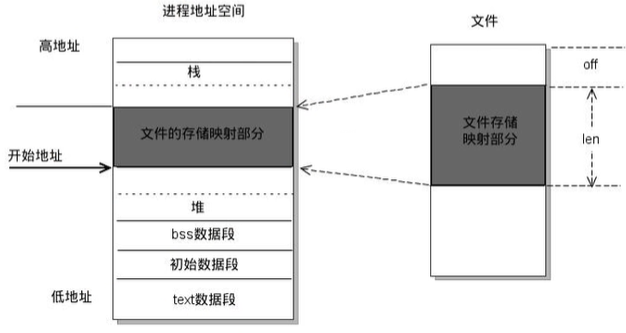 进程地址空间
文件
高地址
栈
off
文件的存储映射部分
文件存储
映射部分
len
开始地址
堆
bss数据段
初始数据段
低地址
text数据段